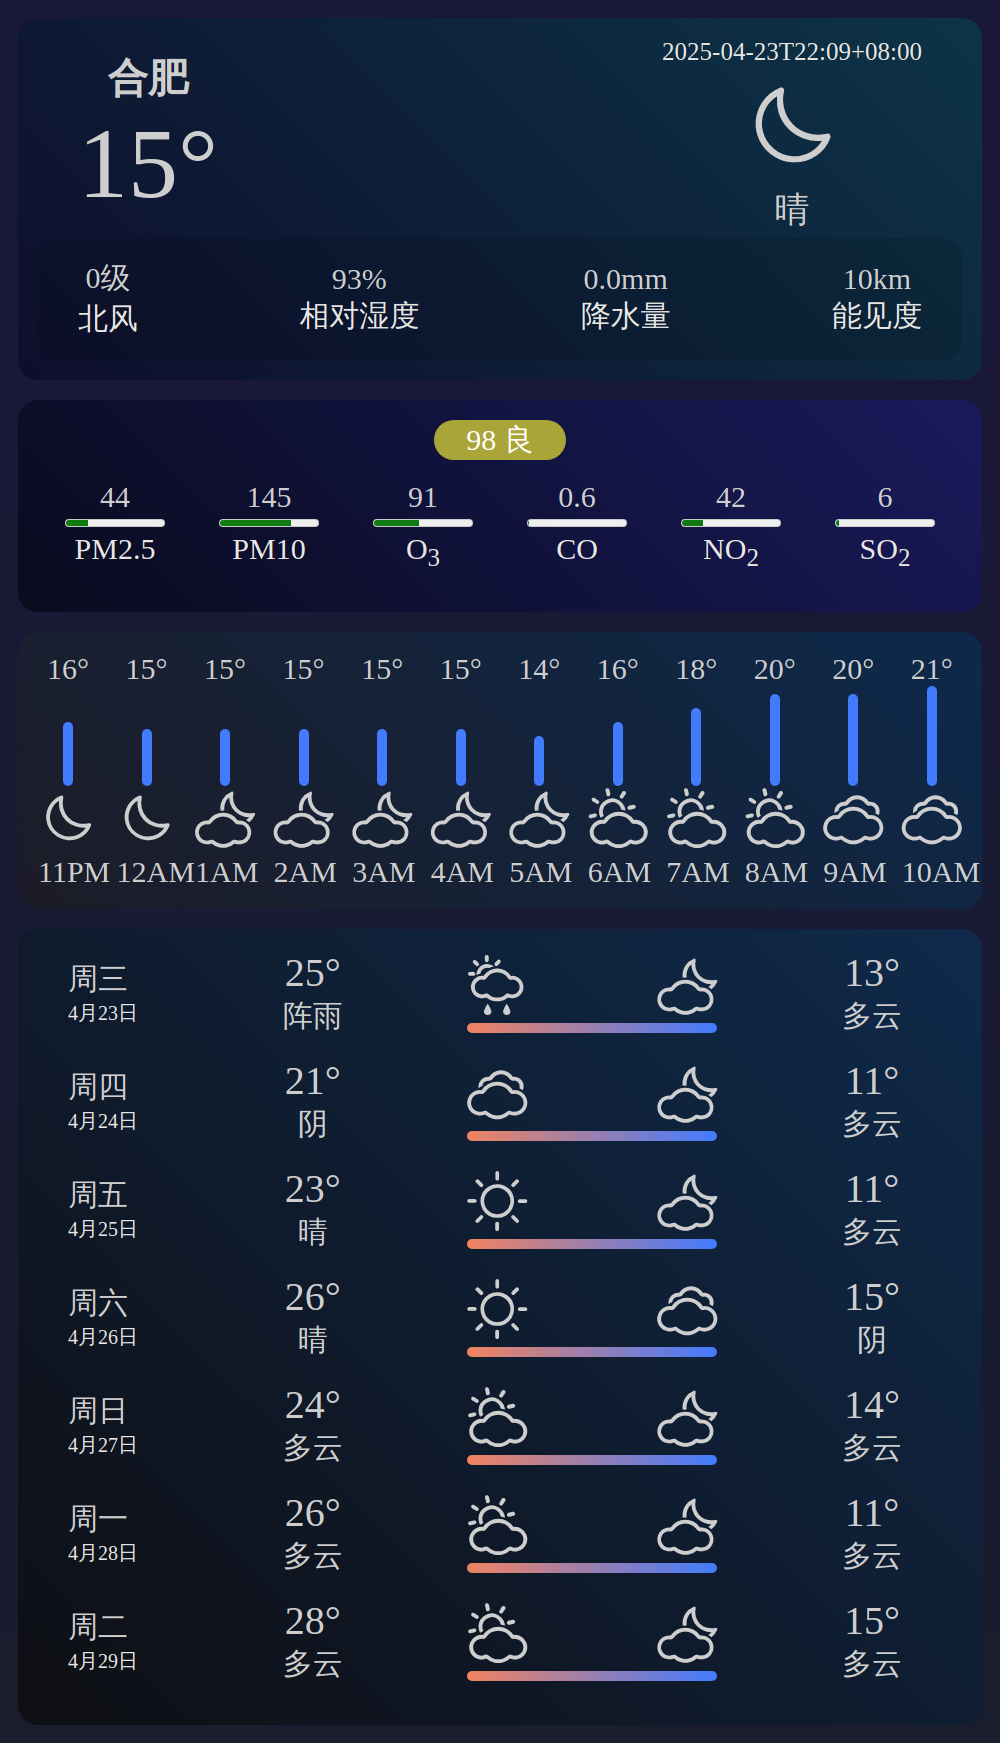 合肥
15°
2025-04-23T22:09+08:00
晴
0级 93% 0.0mm 10km
北风 相对湿度 降水量 能见度
98 良
44 145 91 0.6 42 6
PM2.5 PM10 O3 CO NO2 SO2
16° 15° 15° 15° 15° 15° 14° 16° 18° 20° 20° 21°
11PM 12AM 1AM 2AM 3AM 4AM 5AM 6AM 7AM 8AM 9AM 10AM
周三 25° 13°
4月23日 阵雨 多云
周四 21° 11°
4月24日 阴 多云
周五 23° 11°
4月25日 晴 多云
周六 26° 15°
4月26日 晴 阴
周日 24° 14°
4月27日 多云 多云
周一 26° 11°
4月28日 多云 多云
周二 28° 15°
4月29日 多云 多云